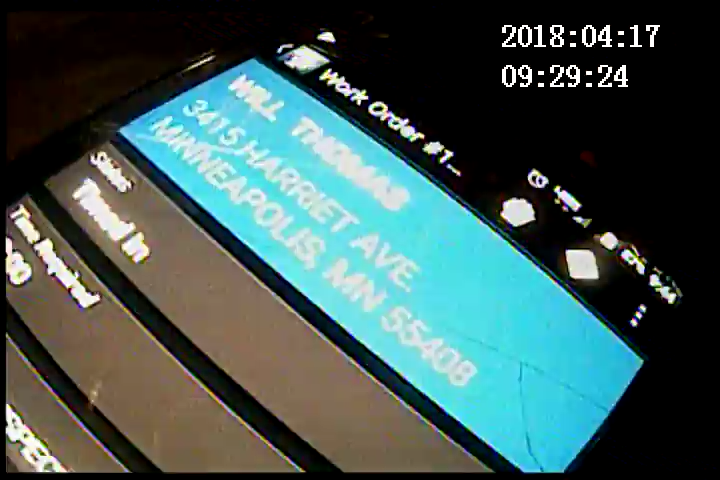 2018:04:17
09:29:24
Work Order #1...
WILL THOMAS
3415 HARRIET AVE.
MINNEAPOLIS, MN 55408
Status
Timed In
Time Required